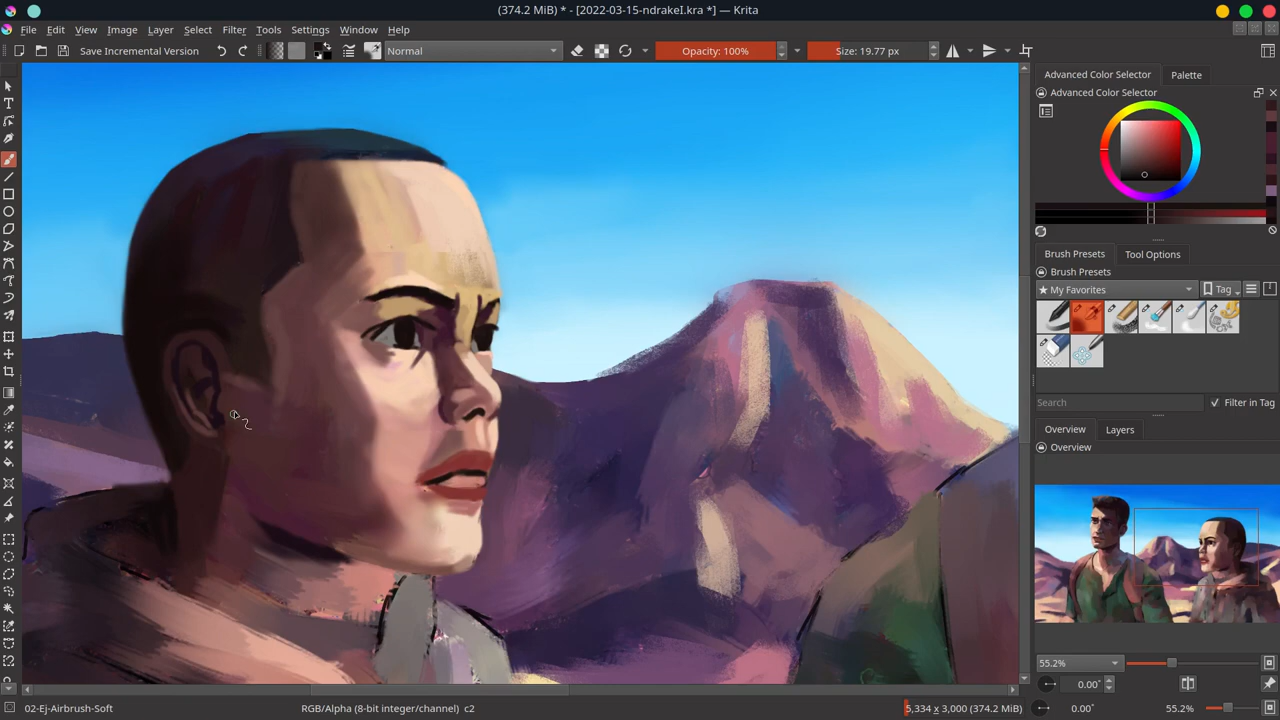 (374.2 MiB) * - [2022-03-15-ndrakeI.kra *] — Krita
File Edit View Image Layer Select Filter Tools Settings Window Help
Save Incremental Version Normal Opacity: 100% Size: 19.77 px
Advanced Color Selector Palette
Advanced Color Selector
Brush Presets Tool Options
Brush Presets
★ My Favorites Tag
Search Filter in Tag
Overview Layers
Overview
55.2%
0.00°
02-Ej-Airbrush-Soft RGB/Alpha (8-bit integer/channel) c2 5,334 x 3,000 (374.2 MiB) 0.00° 55.2%